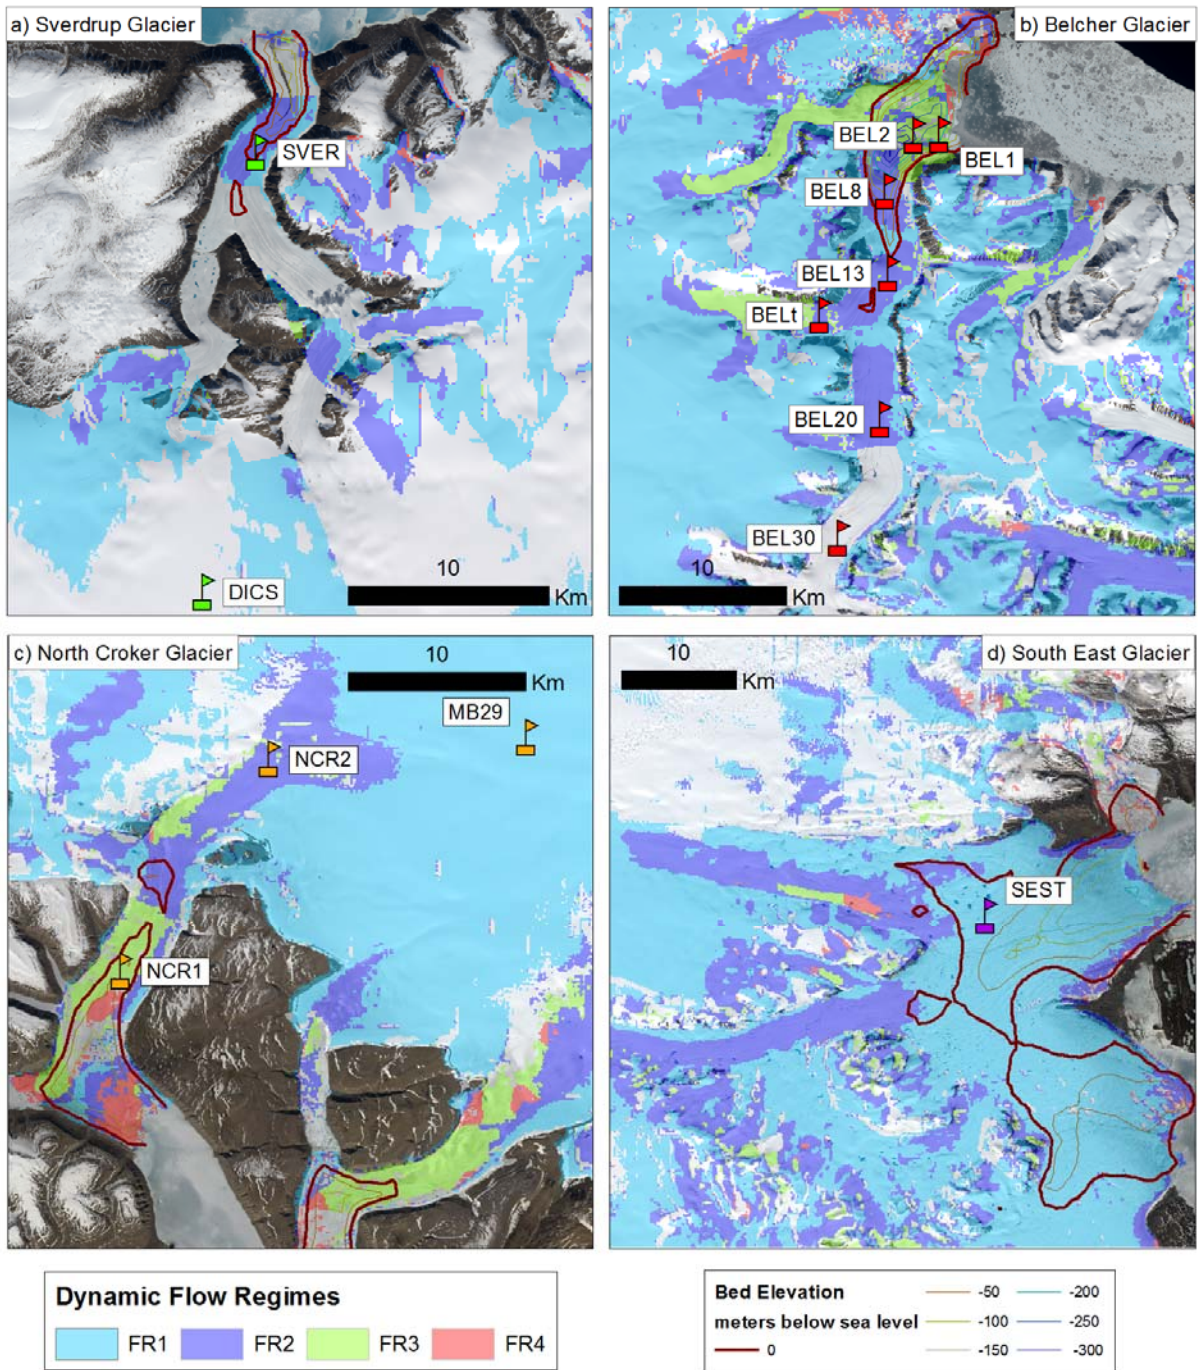 a) Sverdrup Glacier
SVER
DICS
10
Km
b) Belcher Glacier
BEL2
BEL1
BEL8
BEL13
BELt
BEL20
BEL30
10
Km
c) North Croker Glacier
10
Km
MB29
NCR2
NCR1
d) South East Glacier
10
Km
SEST
Dynamic Flow Regimes
FR1 FR2 FR3 FR4
Bed Elevation
meters below sea level
0
-50 -200
-100 -250
-150 -300